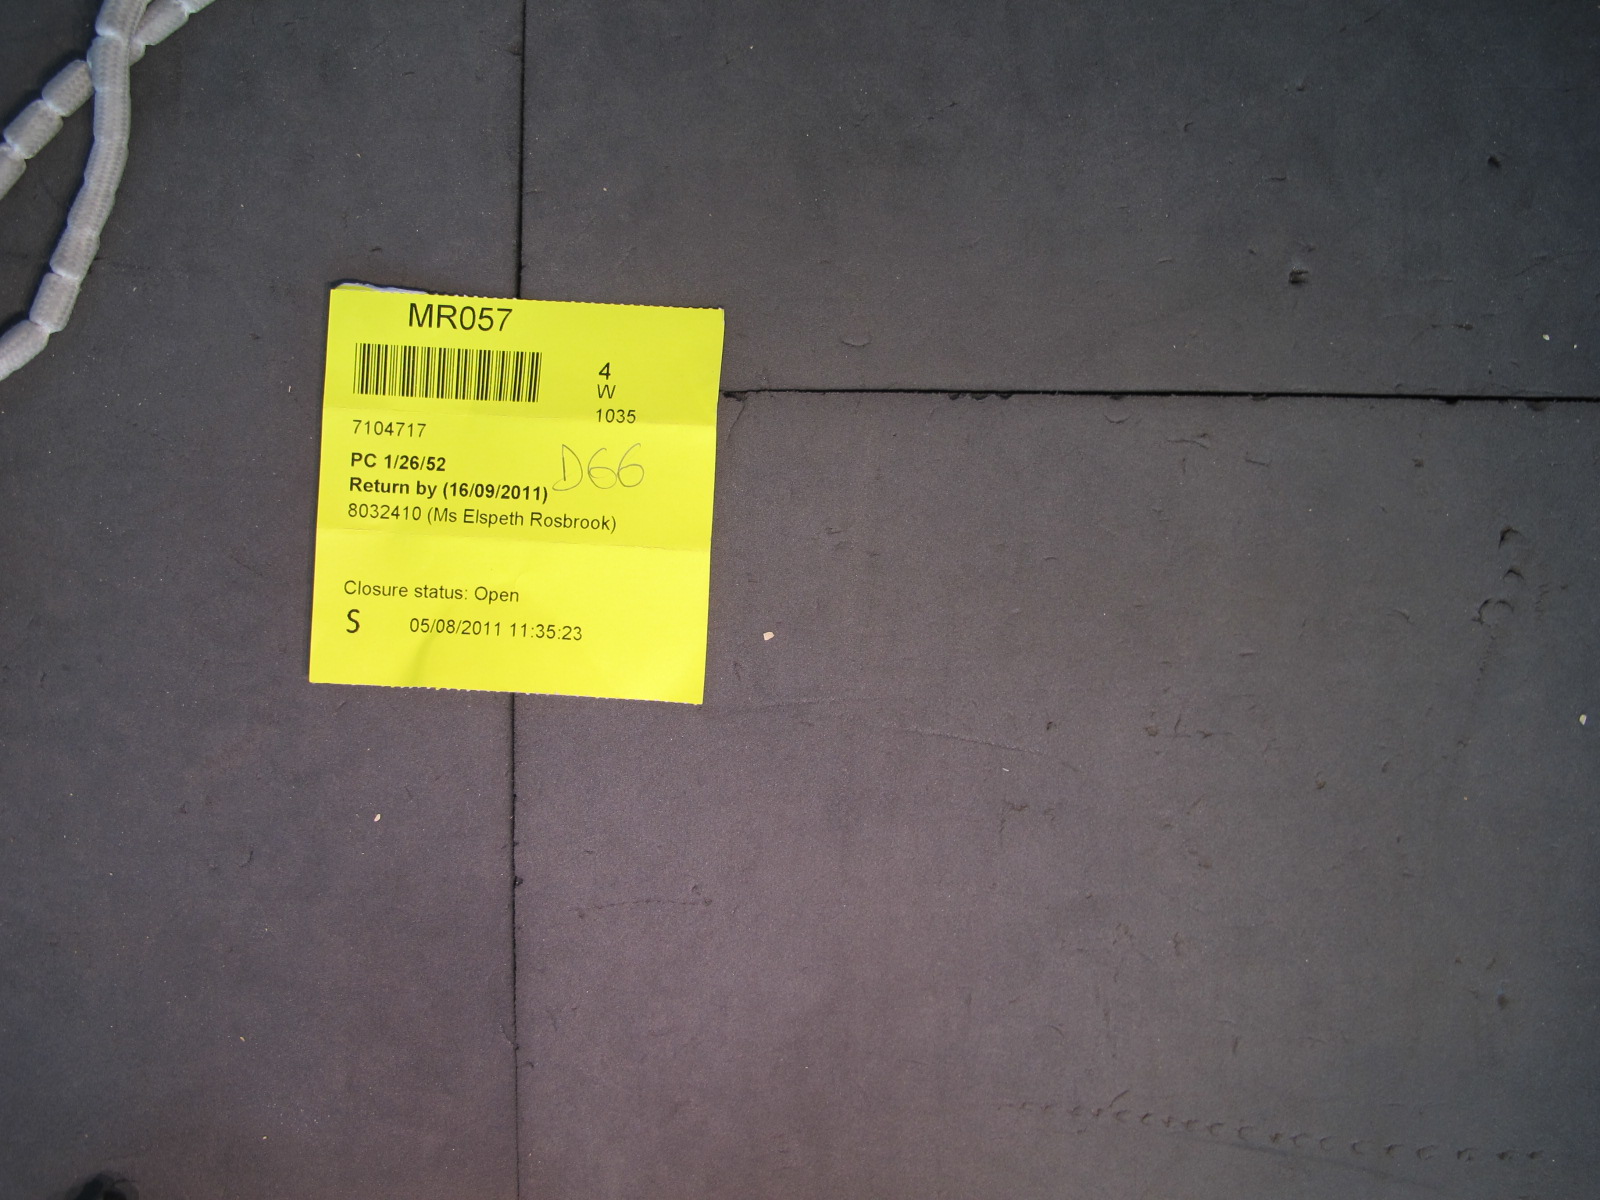 MR057
4
W
1035
7104717
D66
PC 1/26/52
Return by (16/09/2011)
8032410 (Ms Elspeth Rosbrook)
Closure status: Open
S 05/08/2011 11:35:23